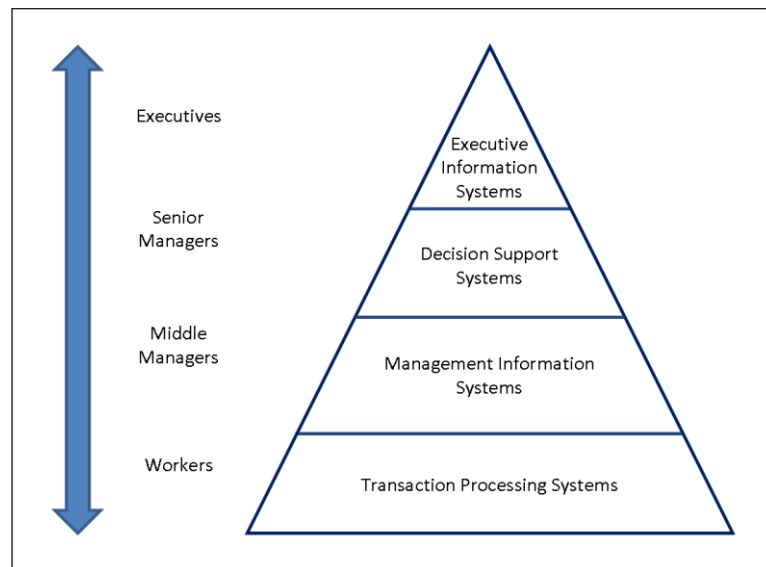 Executives
Executive
Information
Systems
Senior
Managers
Decision Support
Systems
Middle
Managers
Management Information
Systems
Workers
Transaction Processing Systems